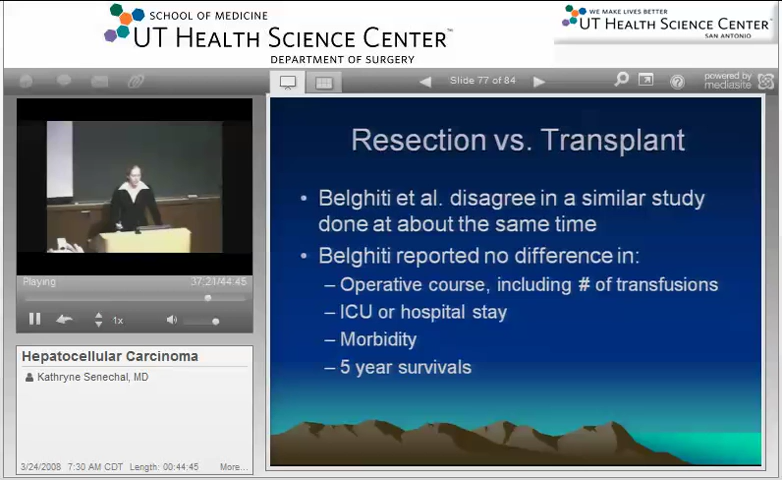 SCHOOL OF MEDICINE
UT HEALTH SCIENCE CENTER™
DEPARTMENT OF SURGERY
WE MAKE LIVES BETTER
UT HEALTH SCIENCE CENTER™
SAN ANTONIO
Slide 77 of 84
powered by
mediasite
Playing
37:21/44:45
1x
Hepatocellular Carcinoma
Kathryne Senechal, MD
3/24/2008 7:30 AM CDT Length: 00:44:45 More...
Resection vs. Transplant
• Belghiti et al. disagree in a similar study
done at about the same time
• Belghiti reported no difference in:
– Operative course, including # of transfusions
– ICU or hospital stay
– Morbidity
– 5 year survivals